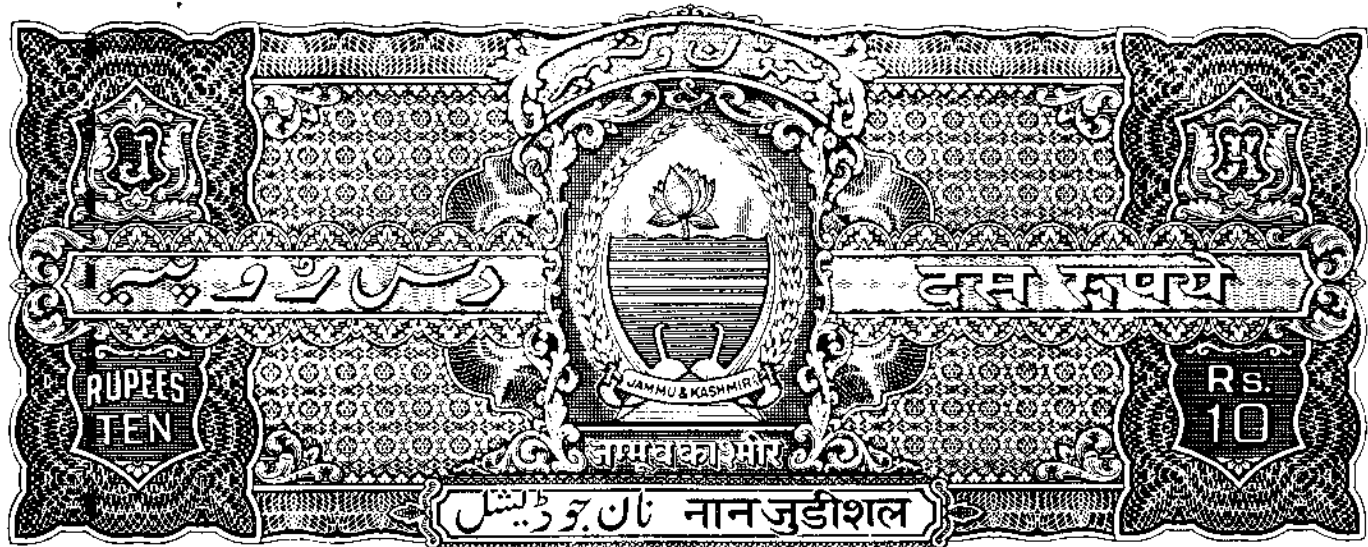 J K
دس روپیہ दस रूपये
RUPEES Rs.
TEN 10
JAMMU & KASHMIR
जम्मू व काश्मीर
نان جوڈیشل नान जुडीशल